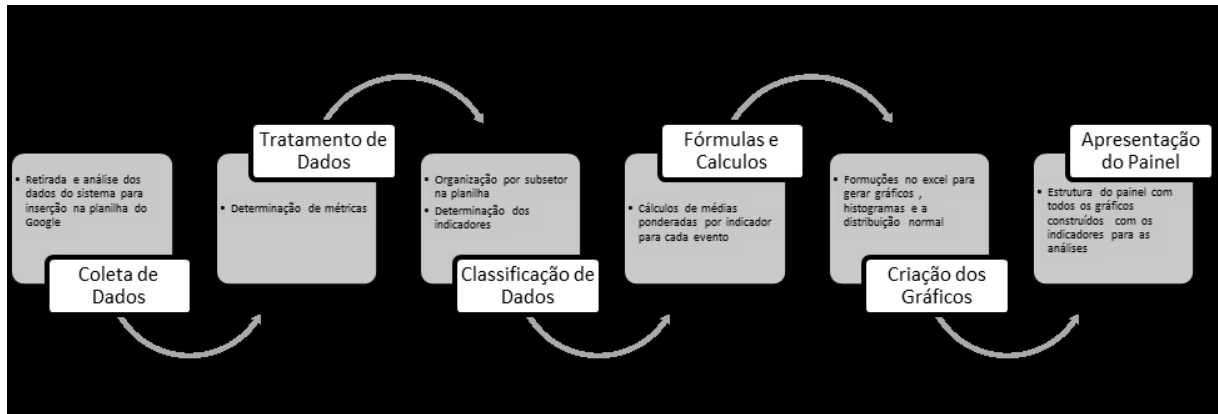 • Retirada e análise dos
dados do sistema para
inserção na planilha do
Google
Coleta de
Dados
Tratamento de
Dados
• Determinação de métricas
• Organização por subsetor
na planilha
• Determinação dos
indicadores
Classificação de
Dados
Fórmulas e
Calculos
• Cálculos de médias
ponderadas por indicador
para cada evento
• Formuções no excel para
gerar gráficos ,
histogramas e a
distribuição normal
Criação dos
Gráficos
Apresentação
do Painel
• Estrutura do painel com
todos os gráficos
construídos com os
indicadores para as
análises